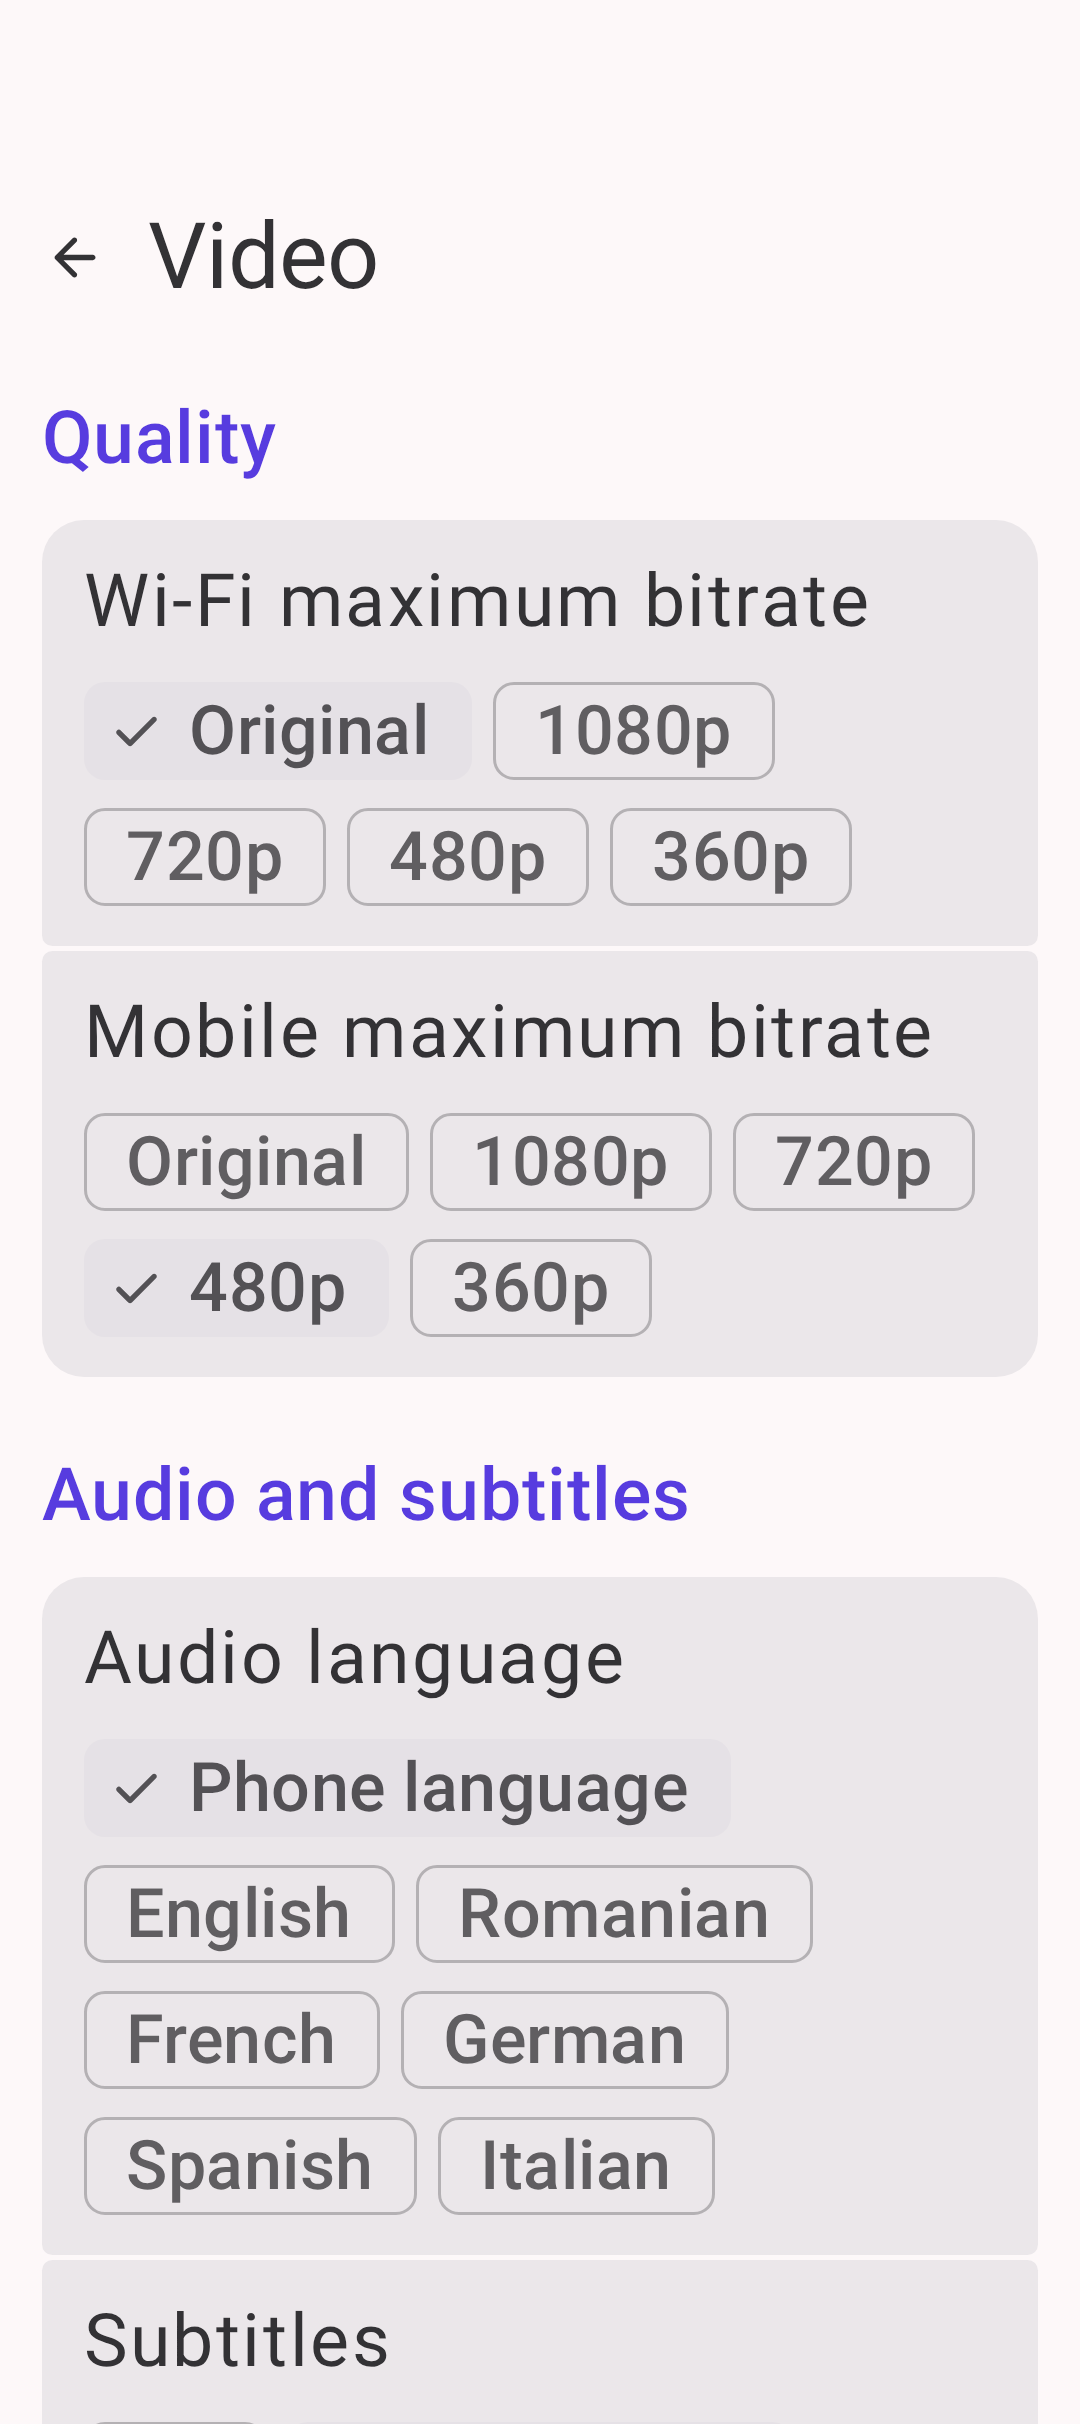 Video
Quality
Wi-Fi maximum bitrate
Original 1080p
720p 480p 360p
Mobile maximum bitrate
Original 1080p 720p
480p 360p
Audio and subtitles
Audio language
Phone language
English Romanian
French German
Spanish Italian
Subtitles